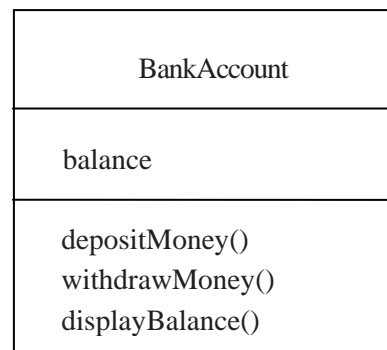 BankAccount
balance
depositMoney()
withdrawMoney()
displayBalance()